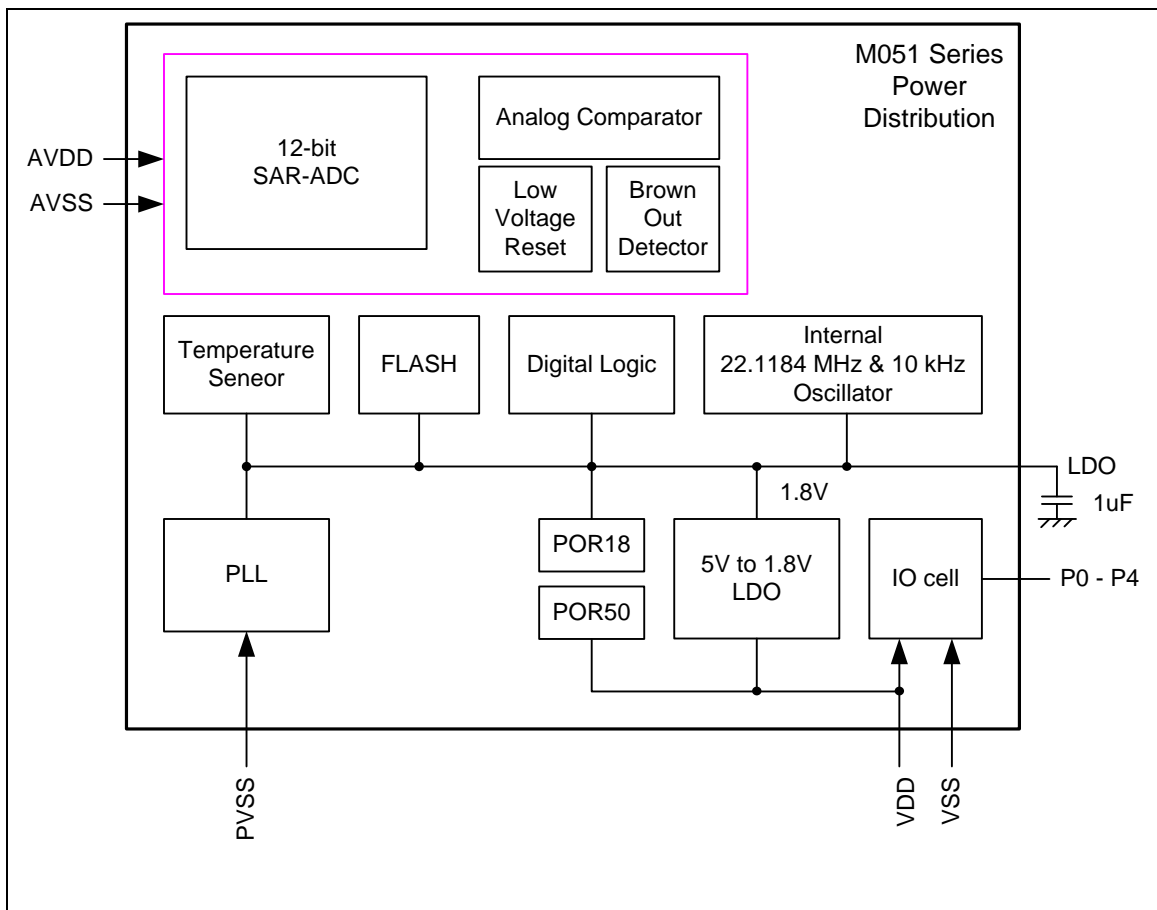 M051 Series
Power
Distribution
12-bit
SAR-ADC
Analog Comparator
Low
Voltage
Reset
Brown
Out
Detector
AVDD
AVSS
Temperature
Seneor
FLASH
Digital Logic
Internal
22.1184 MHz & 10 kHz
Oscillator
LDO
1.8V
1uF
PLL
POR18
POR50
5V to 1.8V
LDO
IO cell
P0 - P4
PVSS
VDD
VSS